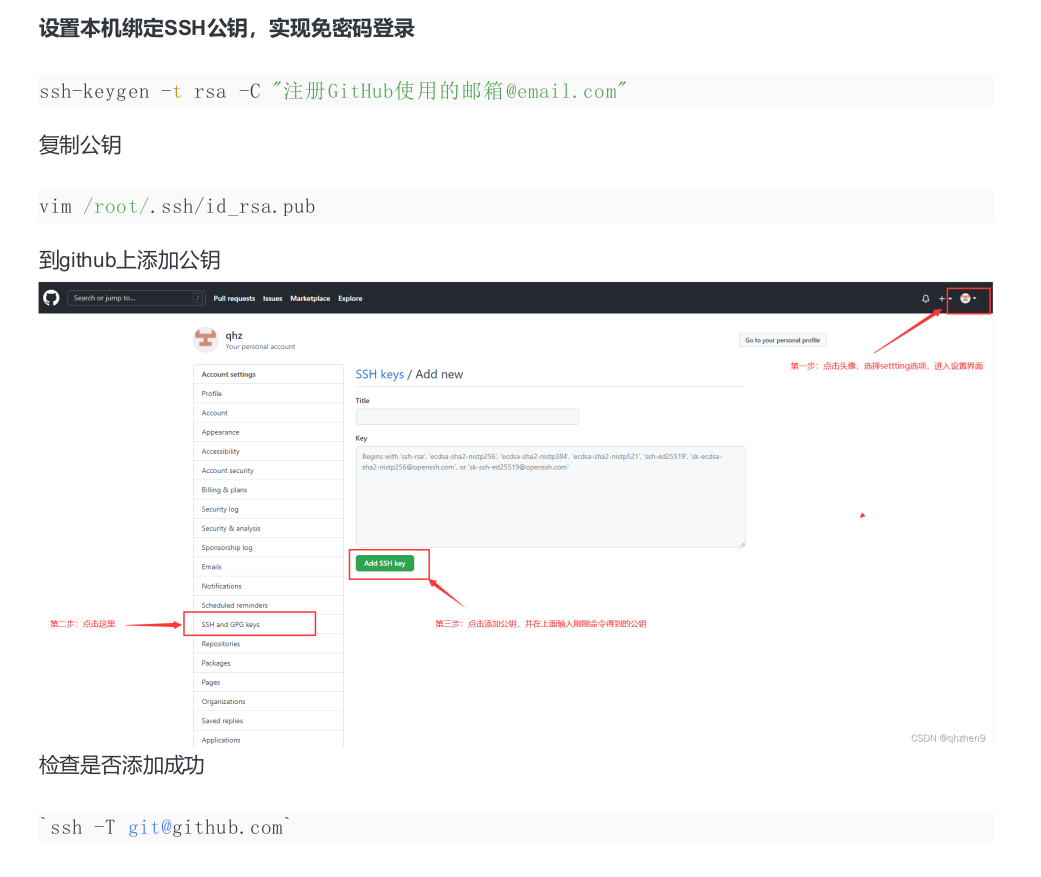 设置本机绑定SSH公钥，实现免密码登录
ssh-keygen -t rsa -C "注册GitHub使用的邮箱@email.com"
复制公钥
vim /root/.ssh/id_rsa.pub
到github上添加公钥
Search or jump to... / Pull requests Issues Marketplace Explore
qhz
Your personal account
Go to your personal profile
第一步：点击头像，选择settting选项，进入设置界面
Account settings
Profile
Account
Appearance
Accessibility
Account security
Billing & plans
Security log
Security & analysis
Sponsorship log
Emails
Notifications
Scheduled reminders
SSH and GPG keys
Repositories
Packages
Pages
Organizations
Saved replies
Applications
SSH keys / Add new
Title
Key
Begins with 'ssh-rsa', 'ecdsa-sha2-nistp256', 'ecdsa-sha2-nistp384', 'ecdsa-sha2-nistp521', 'ssh-ed25519', 'sk-ecdsa-
sha2-nistp256@openssh.com', or 'sk-ssh-ed25519@openssh.com'
Add SSH key
第二步：点击这里
第三步：点击添加公钥，并在上面输入刚刚命令得到的公钥
CSDN @qhzhen9
检查是否添加成功
`ssh -T git@github.com`